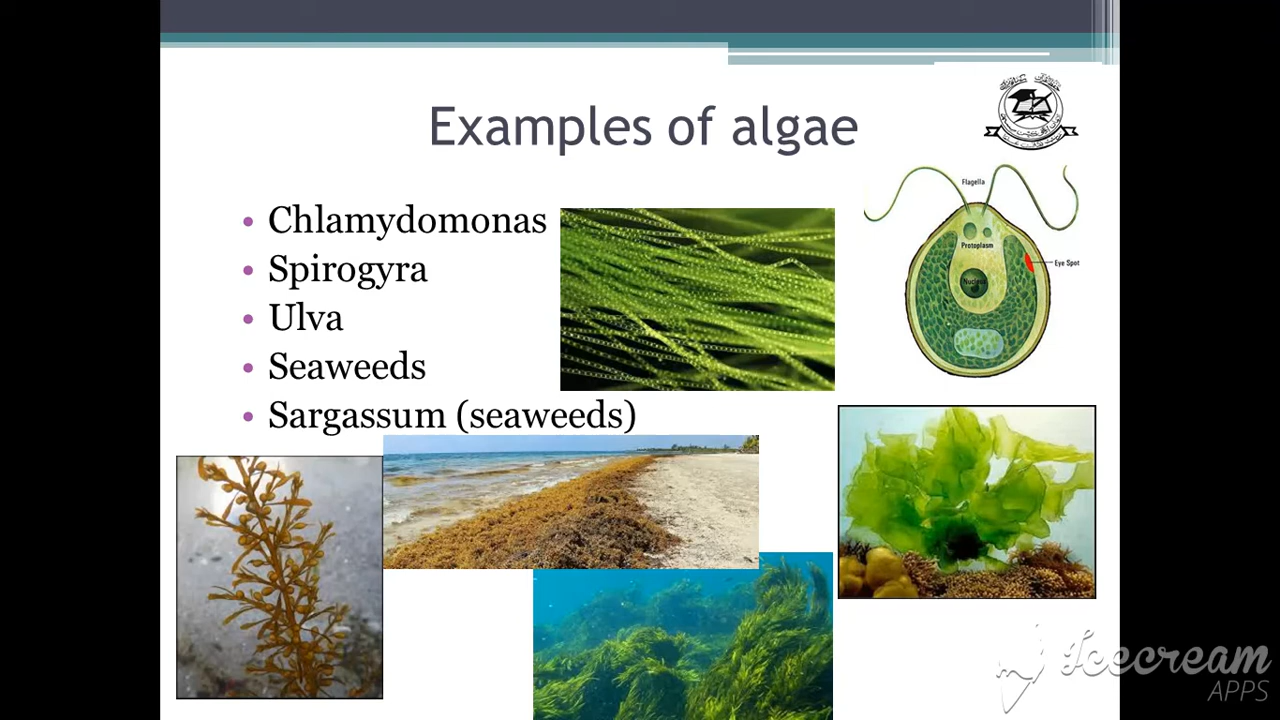 Examples of algae
• Chlamydomonas
• Spirogyra
• Ulva
• Seaweeds
• Sargassum (seaweeds)
Flagella
Protoplasm
Eye Spot
Nucleus
Icecream
APPS